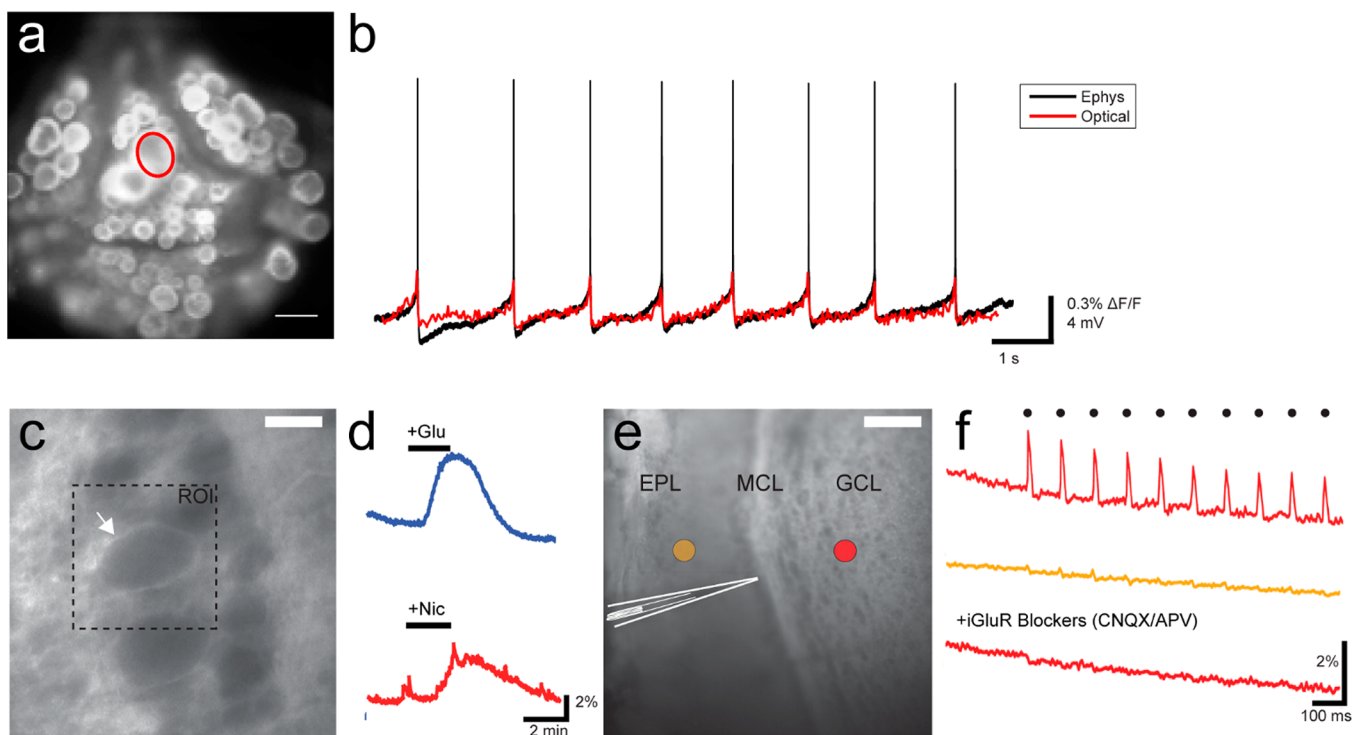 a
b
Ephys
Optical
0.3% ΔF/F
4 mV
1 s
c
ROI
d
+Glu
+Nic
2%
2 min
e
EPL MCL GCL
f
+iGluR Blockers (CNQX/APV)
2%
100 ms